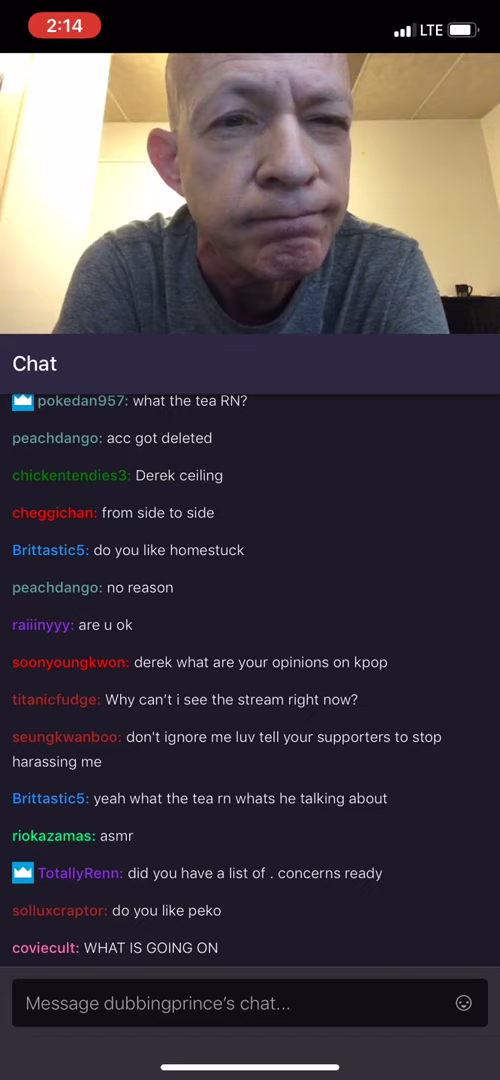 2:14
LTE
Chat
pokedan957: what the tea RN?
peachdango: acc got deleted
chickentendies3: Derek ceiling
cheggichan: from side to side
Brittastic5: do you like homestuck
peachdango: no reason
raiiinyyy: are u ok
soonyoungkwon: derek what are your opinions on kpop
titanicfudge: Why can’t i see the stream right now?
seungkwanboo: don't ignore me luv tell your supporters to stop
harassing me
Brittastic5: yeah what the tea rn whats he talking about
riokazamas: asmr
TotallyRenn: did you have a list of . concerns ready
solluxcraptor: do you like peko
coviecult: WHAT IS GOING ON
Message dubbingprince’s chat...